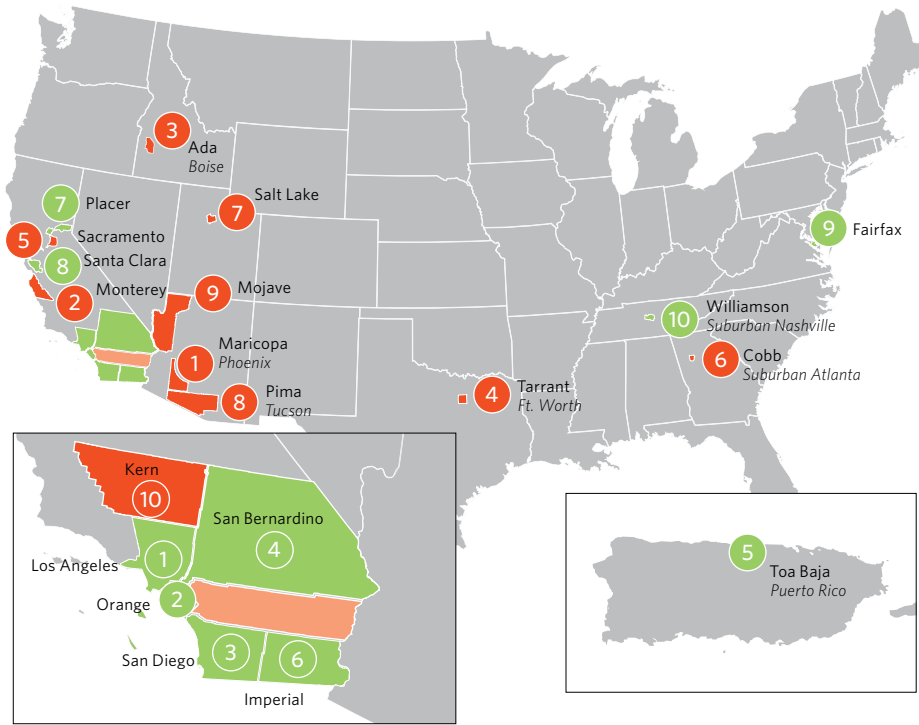 3
Ada
Boise
Salt Lake
7
7
Placer
5
Sacramento
8
Santa Clara
2
Monterey
9
Mojave
1
Maricopa
Phoenix
8
Pima
Tucson
4
Tarrant
Ft. Worth
9
Fairfax
10
Williamson
Suburban Nashville
6
Cobb
Suburban Atlanta
Kern
10
San Bernardino
4
Los Angeles
1
Orange
2
San Diego
3
6
Imperial
5
Toa Baja
Puerto Rico